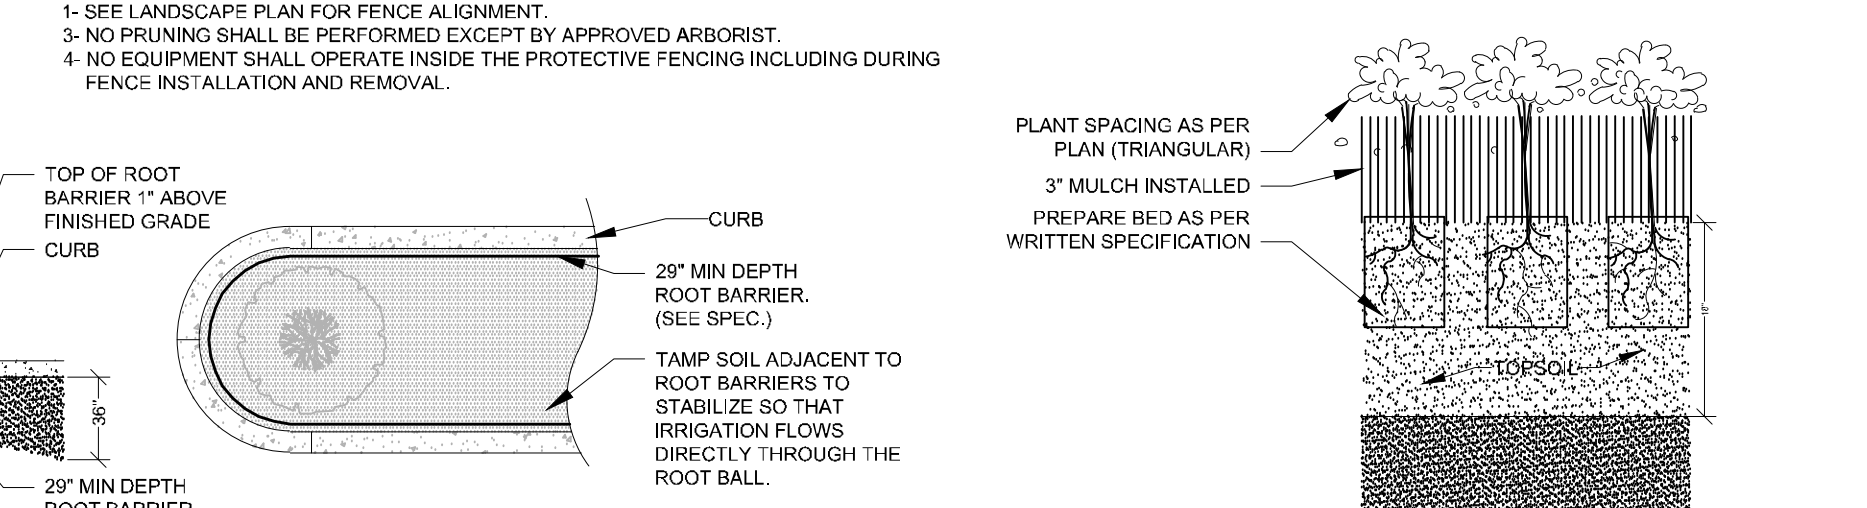 1- SEE LANDSCAPE PLAN FOR FENCE ALIGNMENT.
3- NO PRUNING SHALL BE PERFORMED EXCEPT BY APPROVED ARBORIST.
4- NO EQUIPMENT SHALL OPERATE INSIDE THE PROTECTIVE FENCING INCLUDING DURING
FENCE INSTALLATION AND REMOVAL.
TOP OF ROOT
BARRIER 1" ABOVE
FINISHED GRADE
CURB
36"
29" MIN DEPTH
ROOT BARRIER
CURB
29" MIN DEPTH
ROOT BARRIER.
(SEE SPEC.)
TAMP SOIL ADJACENT TO
ROOT BARRIERS TO
STABILIZE SO THAT
IRRIGATION FLOWS
DIRECTLY THROUGH THE
ROOT BALL.
PLANT SPACING AS PER
PLAN (TRIANGULAR)
3" MULCH INSTALLED
PREPARE BED AS PER
WRITTEN SPECIFICATION
TOPSOIL